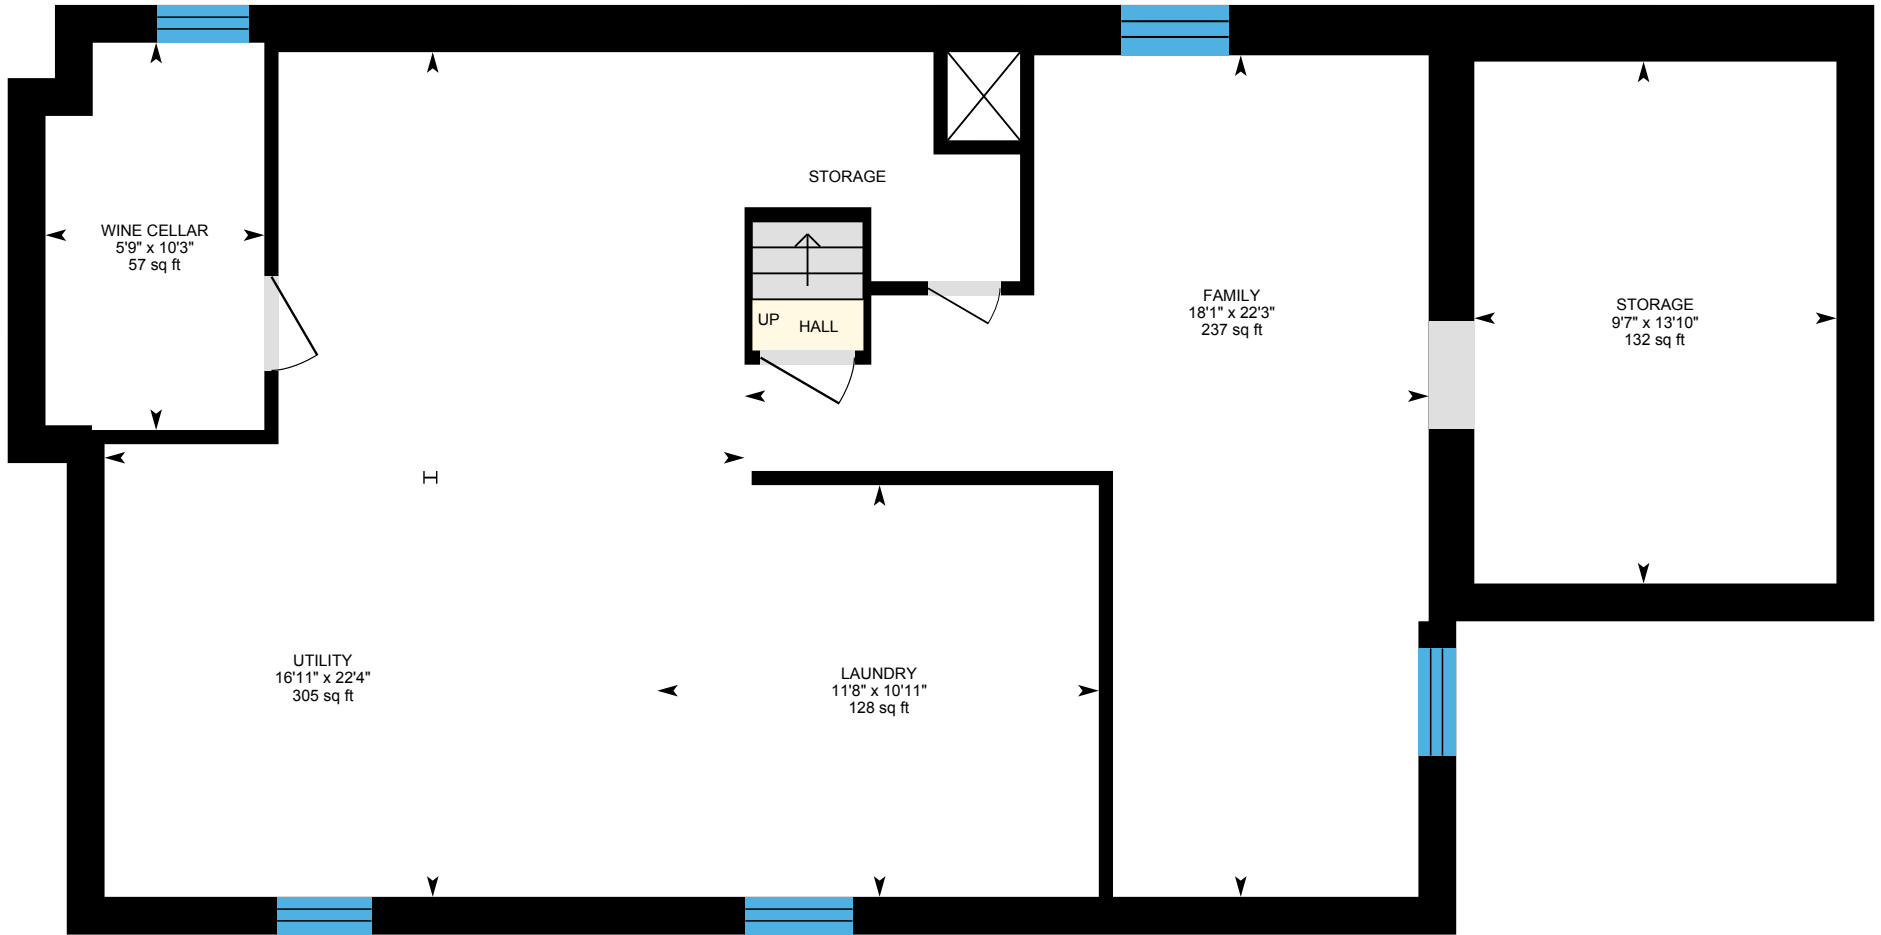 STORAGE
WINE CELLAR
5'9" x 10'3"
57 sq ft
UP
HALL
FAMILY
18'1" x 22'3"
237 sq ft
STORAGE
9'7" x 13'10"
132 sq ft
UTILITY
16'11" x 22'4"
305 sq ft
LAUNDRY
11'8" x 10'11"
128 sq ft